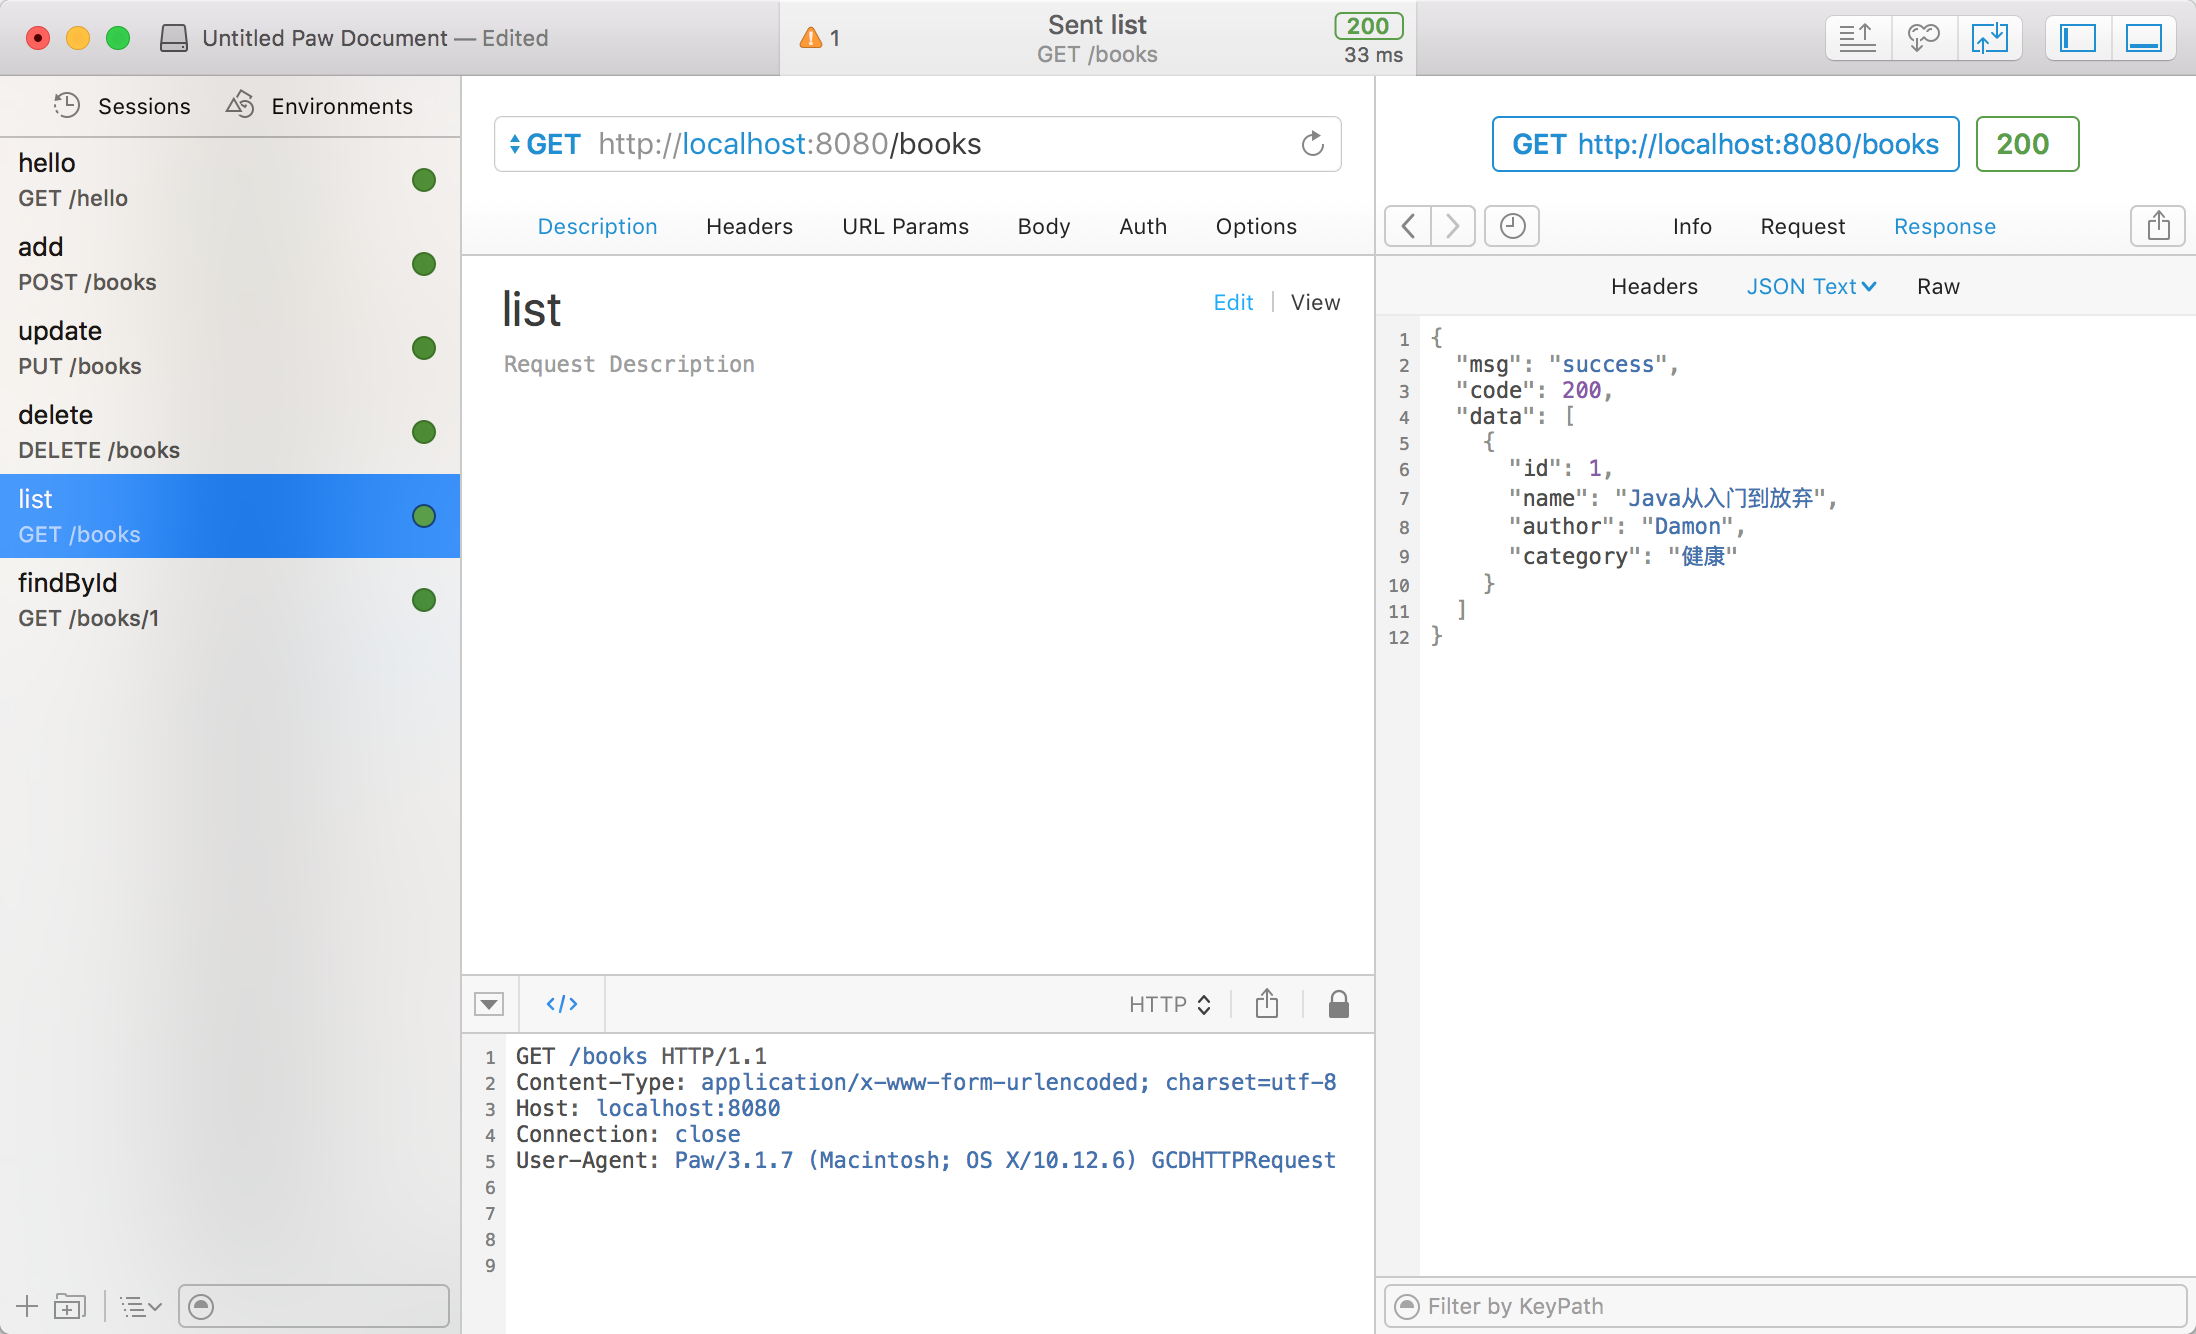 Untitled Paw Document — Edited
1
Sent list
GET /books
200
33 ms
Sessions
Environments
hello
GET /hello
add
POST /books
update
PUT /books
delete
DELETE /books
list
GET /books
findById
GET /books/1
GET http://localhost:8080/books
Description Headers URL Params Body Auth Options
list
Edit | View
Request Description
HTTP
1 GET /books HTTP/1.1
2 Content-Type: application/x-www-form-urlencoded; charset=utf-8
3 Host: localhost:8080
4 Connection: close
5 User-Agent: Paw/3.1.7 (Macintosh; OS X/10.12.6) GCDHTTPRequest
6
7
8
9
GET http://localhost:8080/books
200
Info Request Response
Headers JSON Text Raw
1 {
2 "msg": "success",
3 "code": 200,
4 "data": [
5 {
6 "id": 1,
7 "name": "Java从入门到放弃",
8 "author": "Damon",
9 "category": "健康"
10 }
11 ]
12 }
Filter by KeyPath